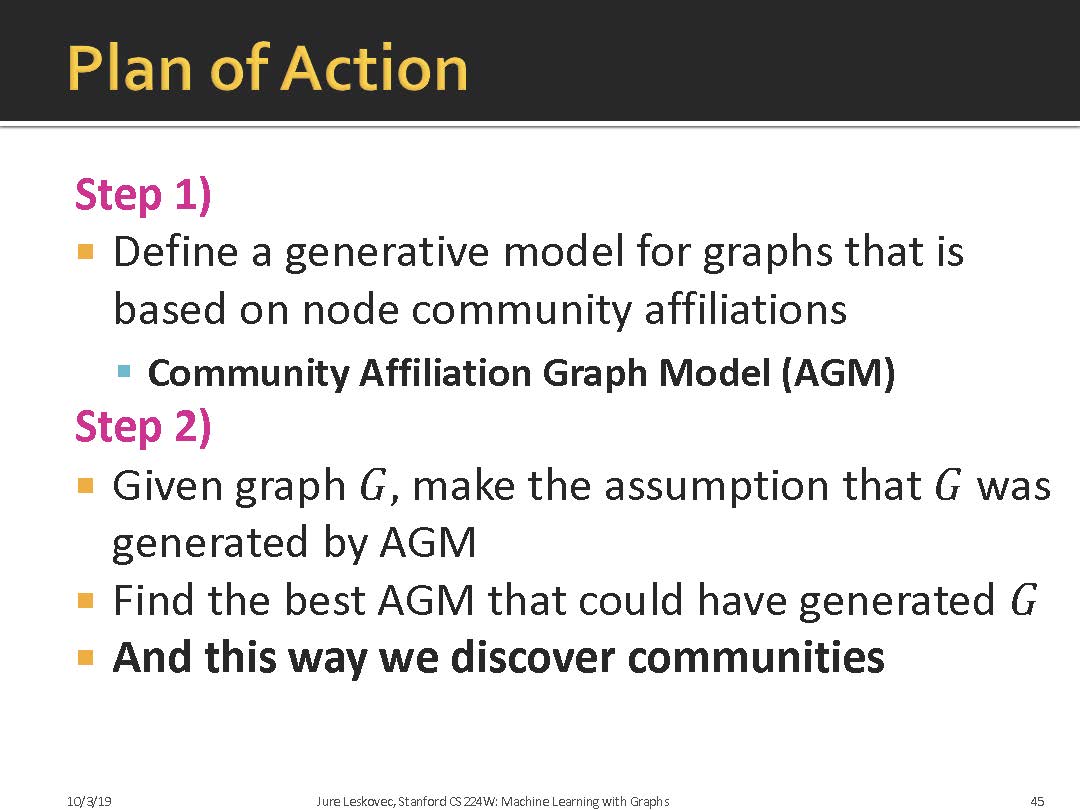 Plan of Action
Step 1)
Define a generative model for graphs that is
based on node community affiliations
Community Affiliation Graph Model (AGM)
Step 2)
Given graph G, make the assumption that G was
generated by AGM
Find the best AGM that could have generated G
And this way we discover communities
10/3/19
Jure Leskovec, Stanford CS224W: Machine Learning with Graphs
45